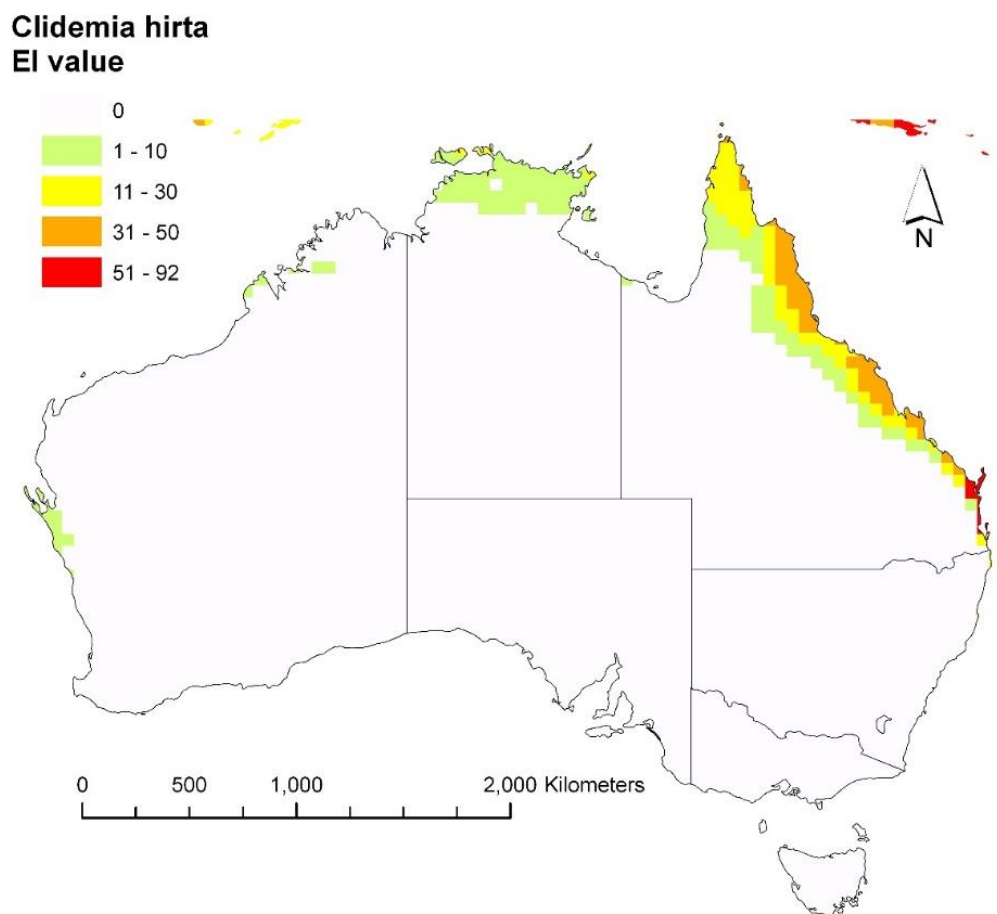 Clidemia hirta
EI value
0
1 - 10
11 - 30
31 - 50
51 - 92
N
0 500 1,000 2,000 Kilometers